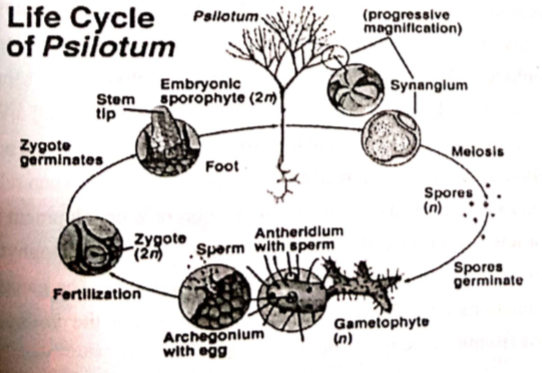 Life Cycle
of Psilotum
Psilotum
(progressive
magnification)
Synangium
Meiosis
Spores
(n)
Spores
germinate
Gametophyte
(n)
Antheridium
with sperm
Sperm
Archegonium
with egg
Fertilization
Zygote
(2n)
Zygote
germinates
Stem
tip
Embryonic
sporophyte (2n)
Foot